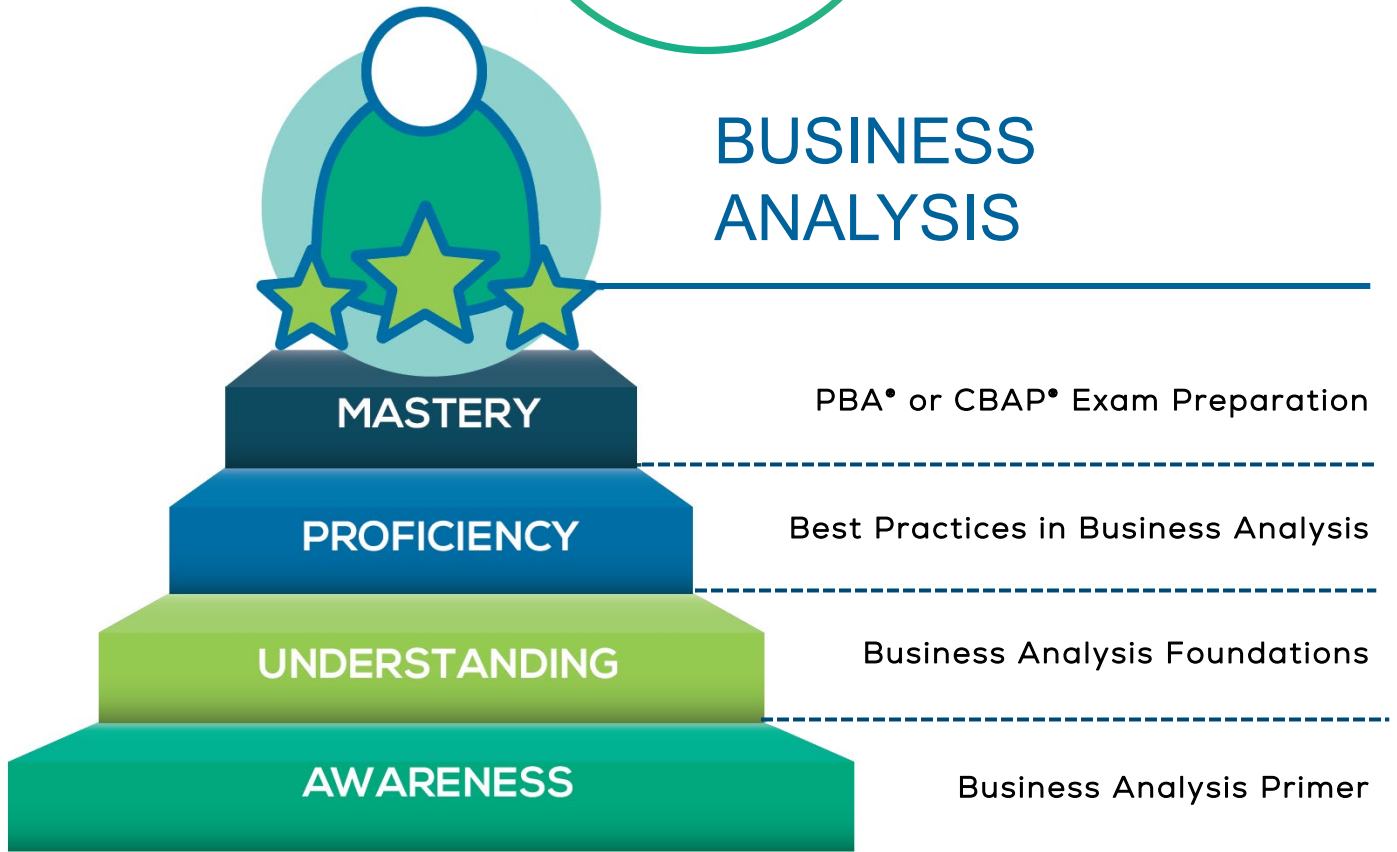 BUSINESS
ANALYSIS
MASTERY
PBA® or CBAP® Exam Preparation
PROFICIENCY
Best Practices in Business Analysis
UNDERSTANDING
Business Analysis Foundations
AWARENESS
Business Analysis Primer